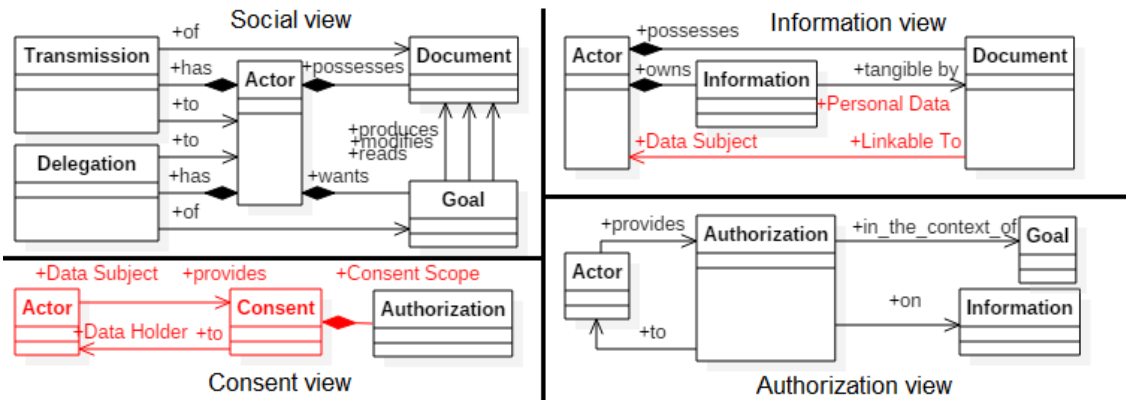 Social view
Transmission
+of
Document
+has
Actor
+possesses
+to
+produces
+modifies
+reads
+to
Delegation
+has
+wants
+of
Goal
Information view
+possesses
Actor
Document
+owns
Information
+tangible by
+Personal Data
+Data Subject
+Linkable To
+Data Subject
+provides
+Consent Scope
Actor
Consent
Authorization
+Data Holder
+to
Consent view
+provides
Authorization
+in_the_context_of
Goal
Actor
+on
Information
+to
Authorization view